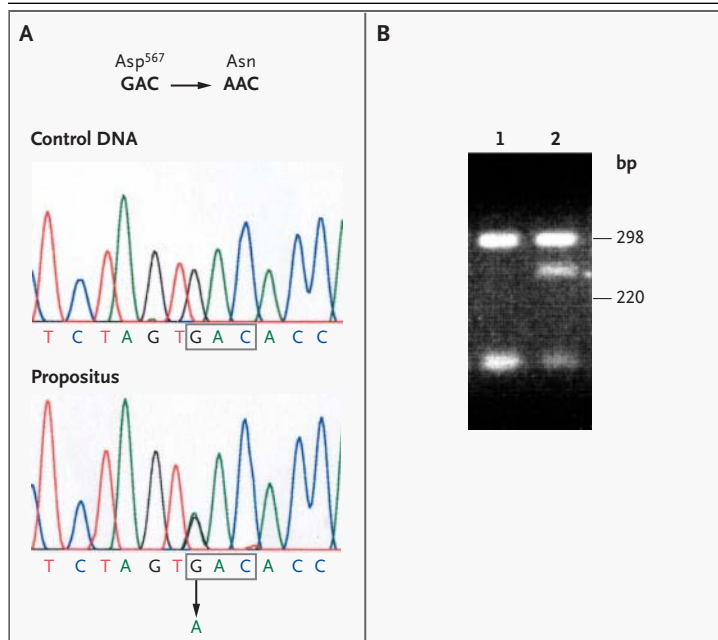 A
Asp567 Asn
GAC → AAC
Control DNA
T C T A G T G A C A C C
Propositus
T C T A G T G A C A C C
A
B
1 2
bp
298
220